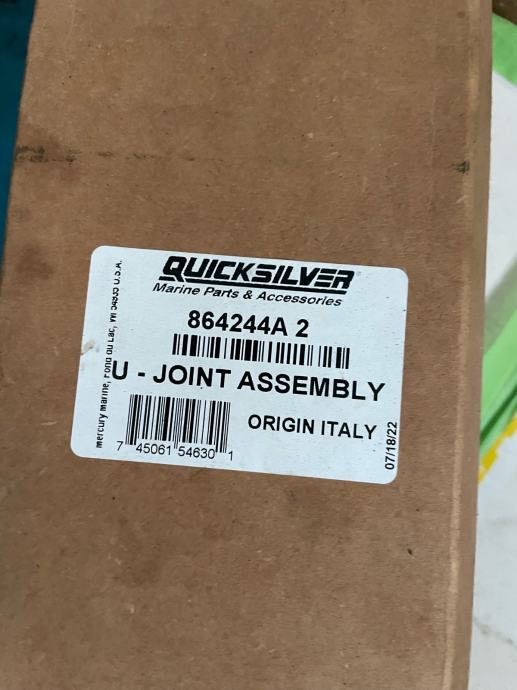 QUICKSILVER
Marine Parts & Accessories
864244A 2
U - JOINT ASSEMBLY
ORIGIN ITALY
7 45061 54630 1
07/18/22
mercury marine, Fond du Lac, WI 54935 U.S.A.